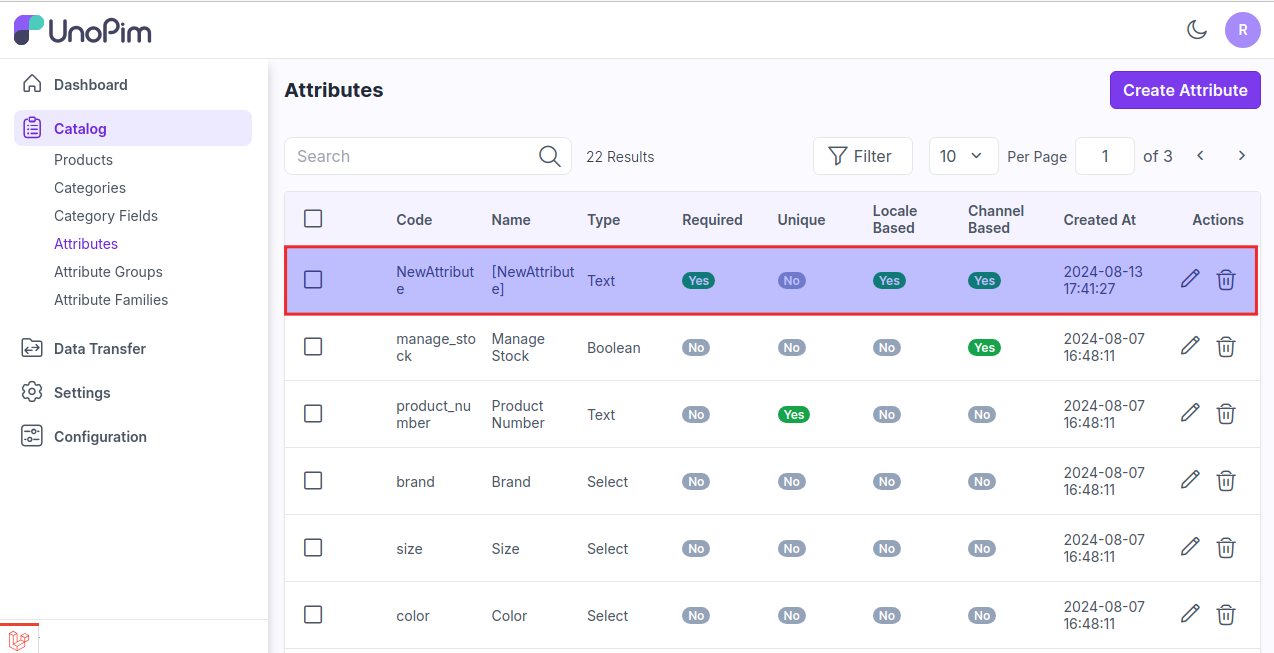 UnoPim
R
Dashboard
Catalog
Products
Categories
Category Fields
Attributes
Attribute Groups
Attribute Families
Data Transfer
Settings
Configuration
Attributes
Create Attribute
Search
22 Results
Filter
10
Per Page
1
of 3
Code Name Type Required Unique Locale Based Channel Based Created At Actions
NewAttribut [NewAttribut Text Yes No Yes Yes 2024-08-13
e e] 17:41:27
manage_sto Manage Boolean No No No Yes 2024-08-07
ck Stock 16:48:11
product_nu Product Text No Yes No No 2024-08-07
mber Number 16:48:11
brand Brand Select No No No No 2024-08-07
16:48:11
size Size Select No No No No 2024-08-07
16:48:11
color Color Select No No No No 2024-08-07
16:48:11